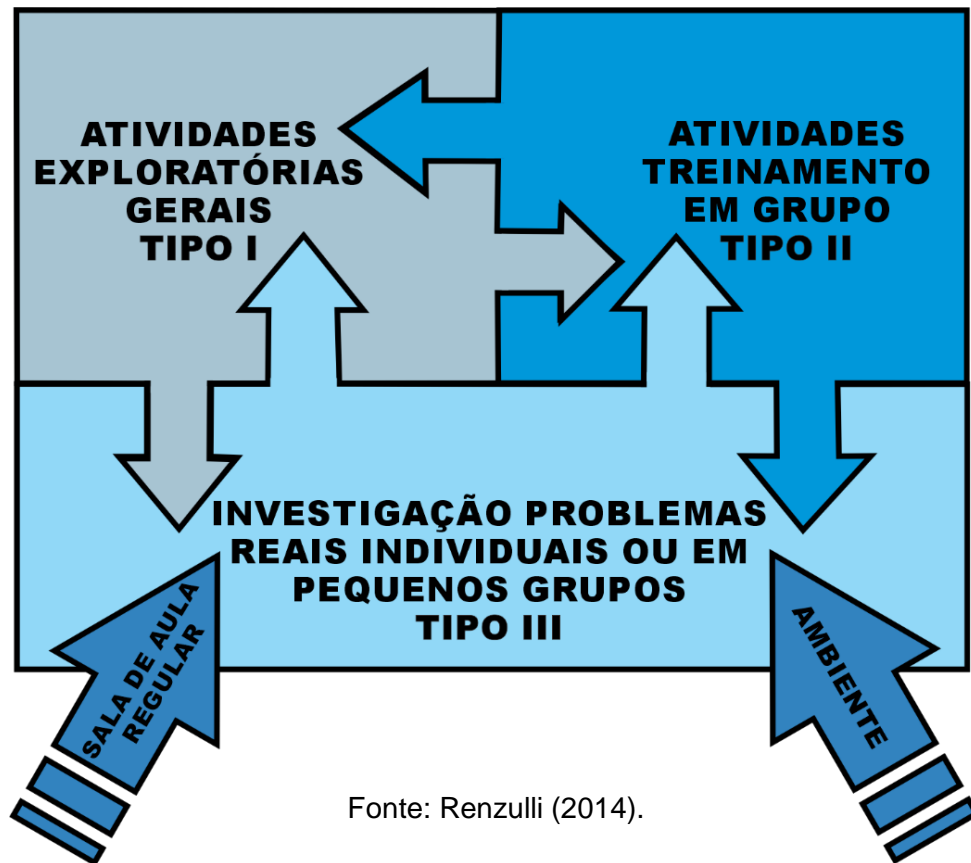 ATIVIDADES
EXPLORATÓRIAS
GERAIS
TIPO I
ATIVIDADES
TREINAMENTO
EM GRUPO
TIPO II
INVESTIGAÇÃO PROBLEMAS
REAIS INDIVIDUAIS OU EM
PEQUENOS GRUPOS
TIPO III
SALA DE AULA
REGULAR
AMBIENTE
Fonte: Renzulli (2014).